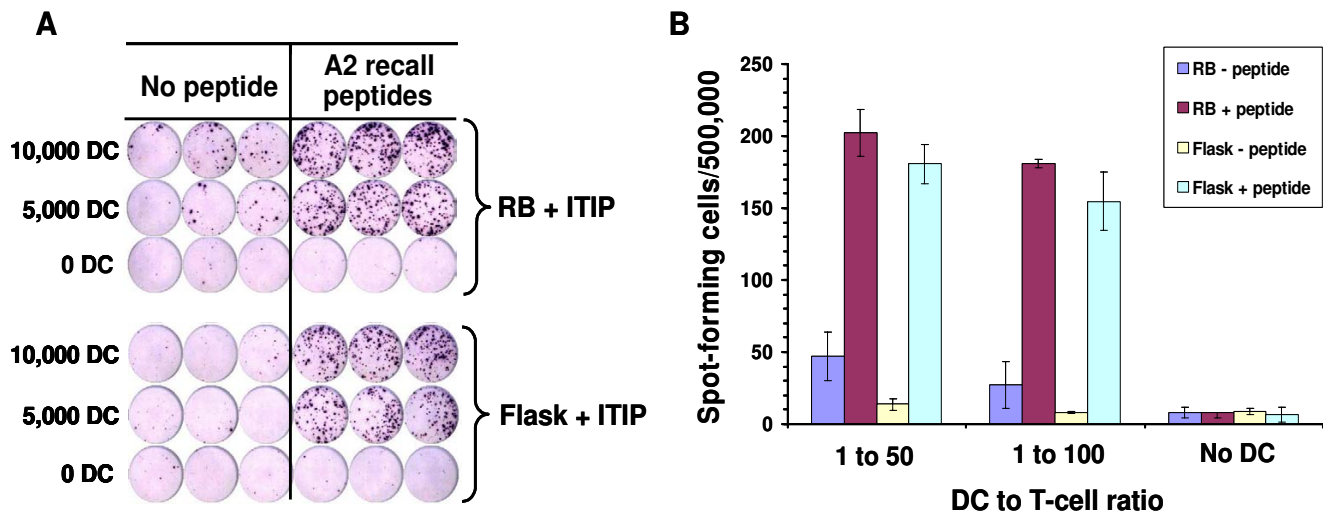 A
No peptide
A2 recall
peptides
10,000 DC
5,000 DC
0 DC
RB + ITIP
10,000 DC
5,000 DC
0 DC
Flask + ITIP
B
Spot-forming cells/500,000
250
200
150
100
50
0
RB - peptide
RB + peptide
Flask - peptide
Flask + peptide
1 to 50
1 to 100
No DC
DC to T-cell ratio